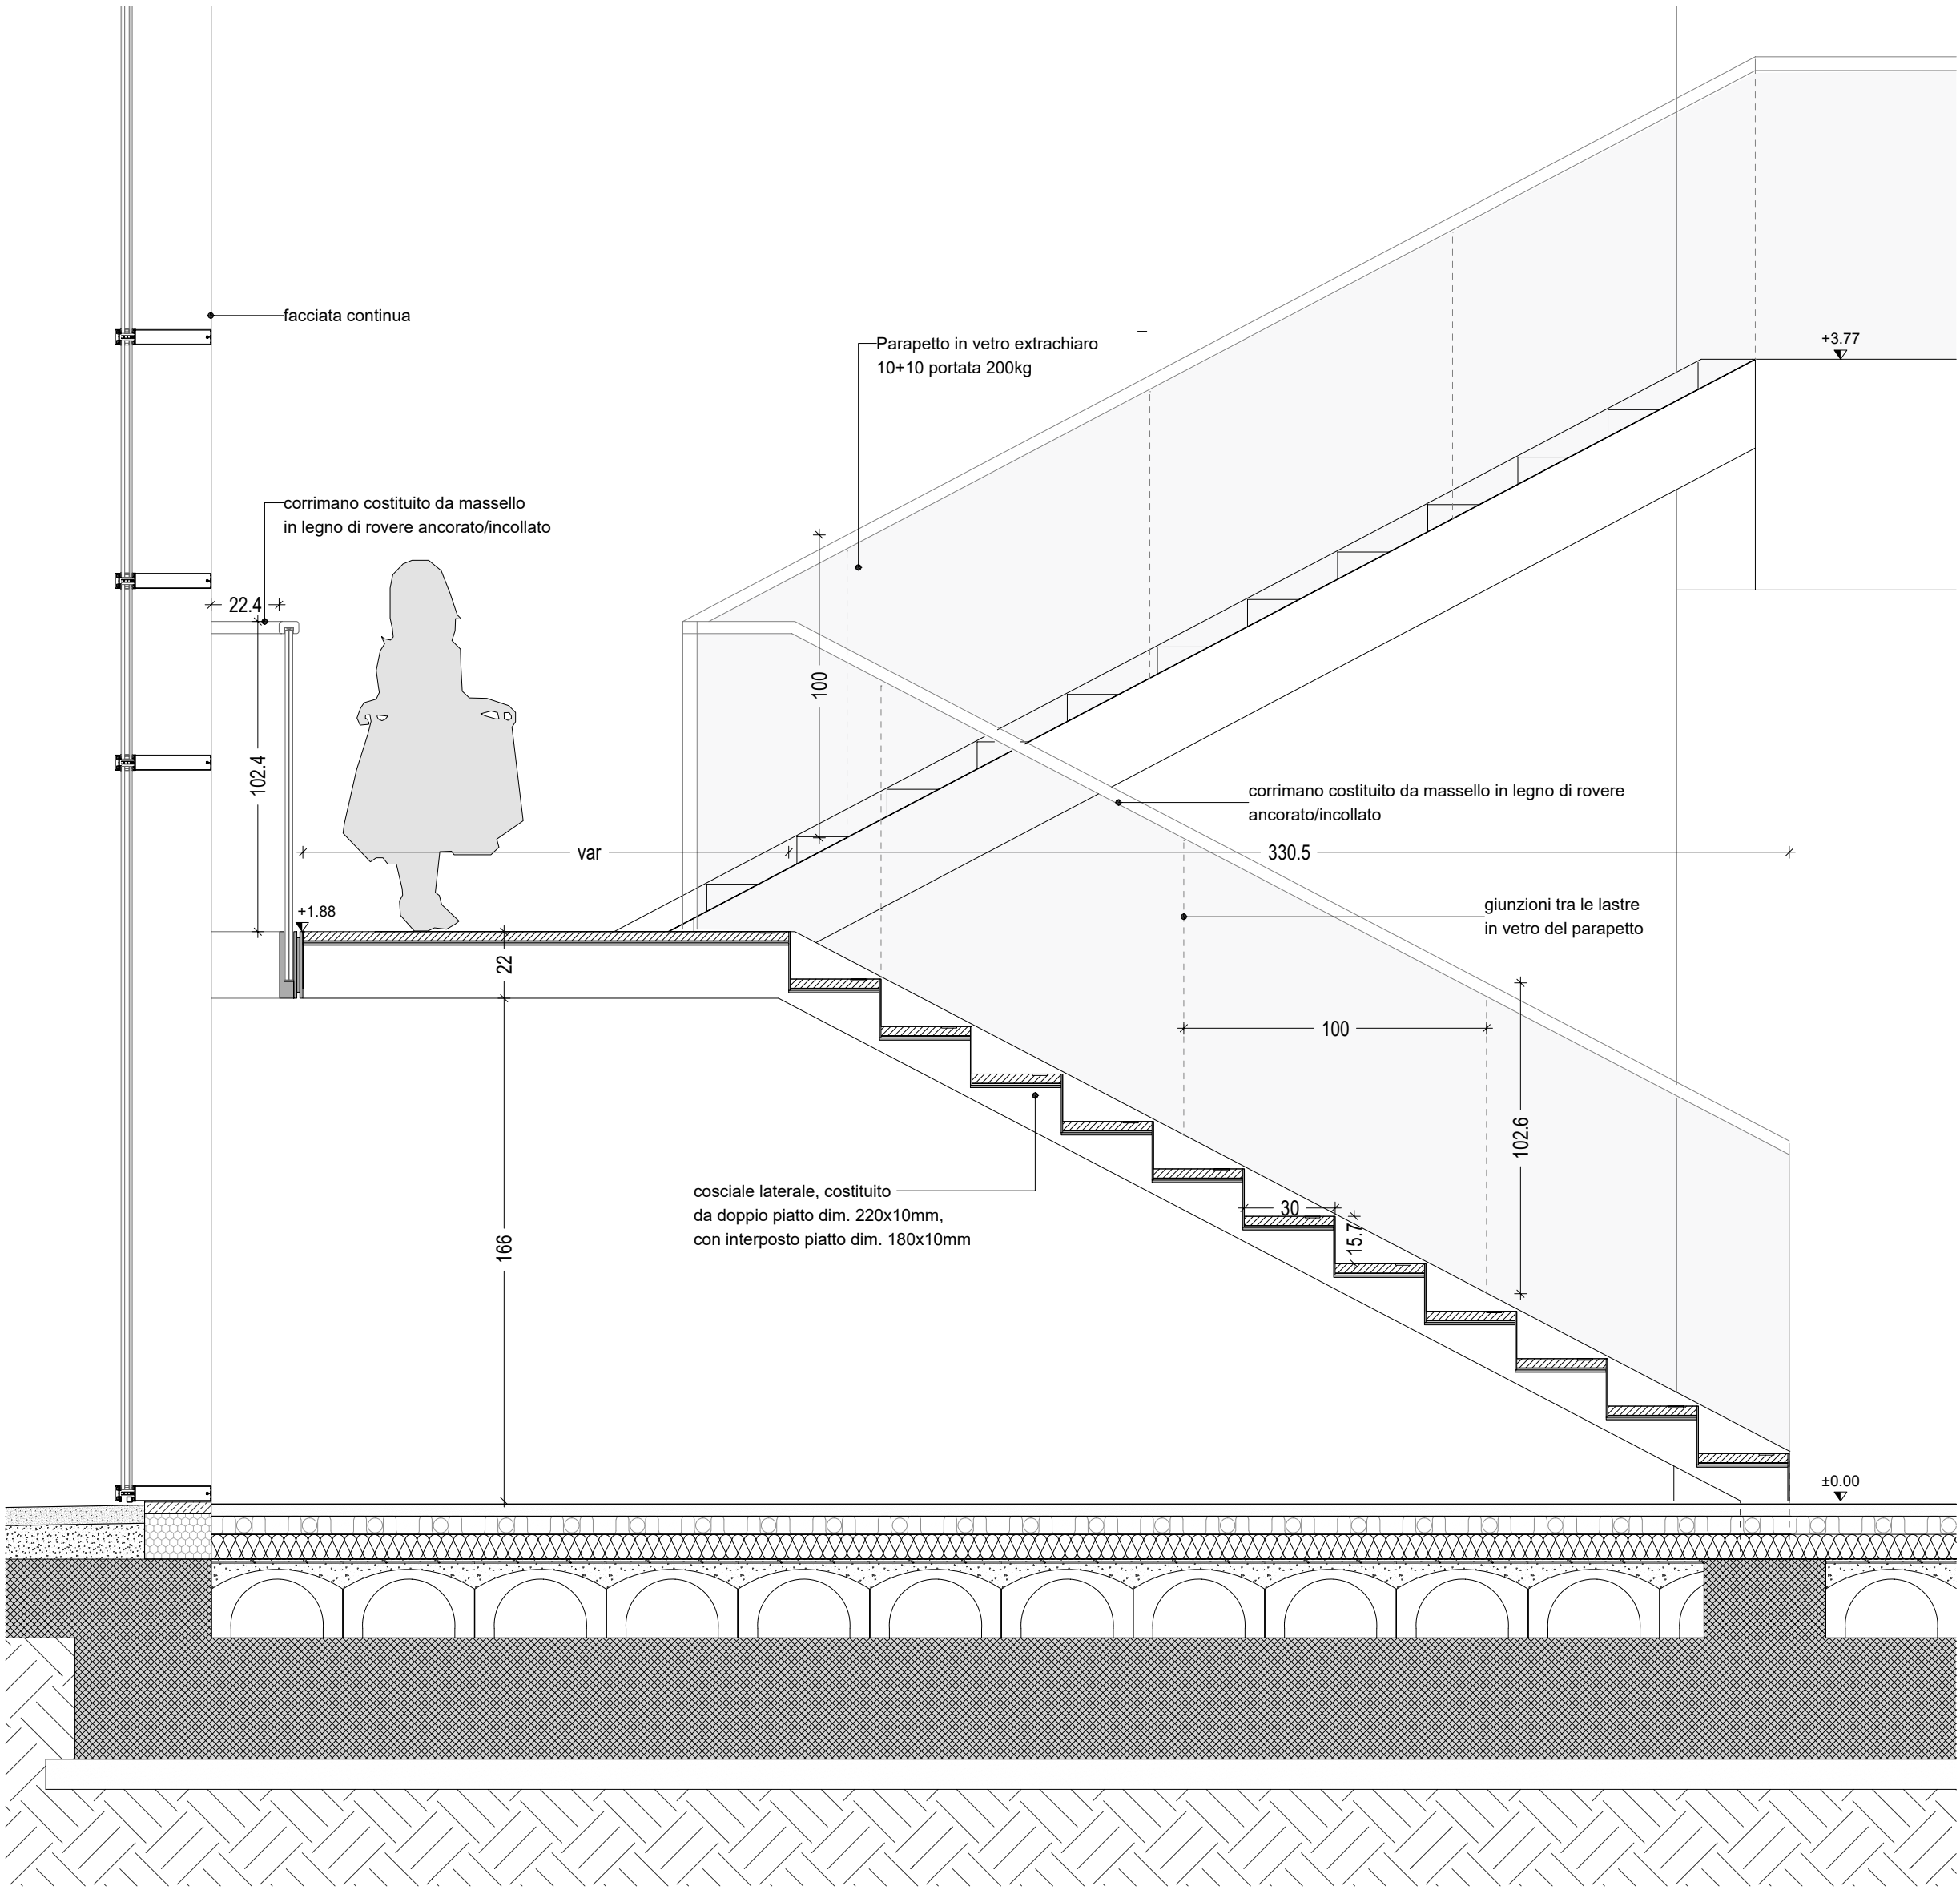 facciata continua
Parapetto in vetro extrachiaro
10+10 portata 200kg
+3.77
corrimano costituito da massello
in legno di rovere ancorato/incollato
22.4
100
102.4
corrimano costituito da massello in legno di rovere
ancorato/incollato
var
330.5
+1.88
giunzioni tra le lastre
in vetro del parapetto
22
100
102.6
cosciale laterale, costituito
da doppio piatto dim. 220x10mm,
con interposto piatto dim. 180x10mm
30
15.7
166
±0.00